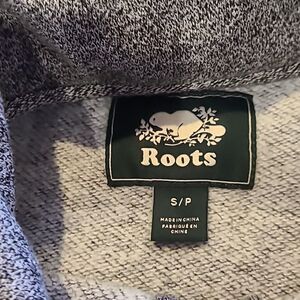 Roots
S/P
MADE IN CHINA
FABRIQUÉ EN
CHINE